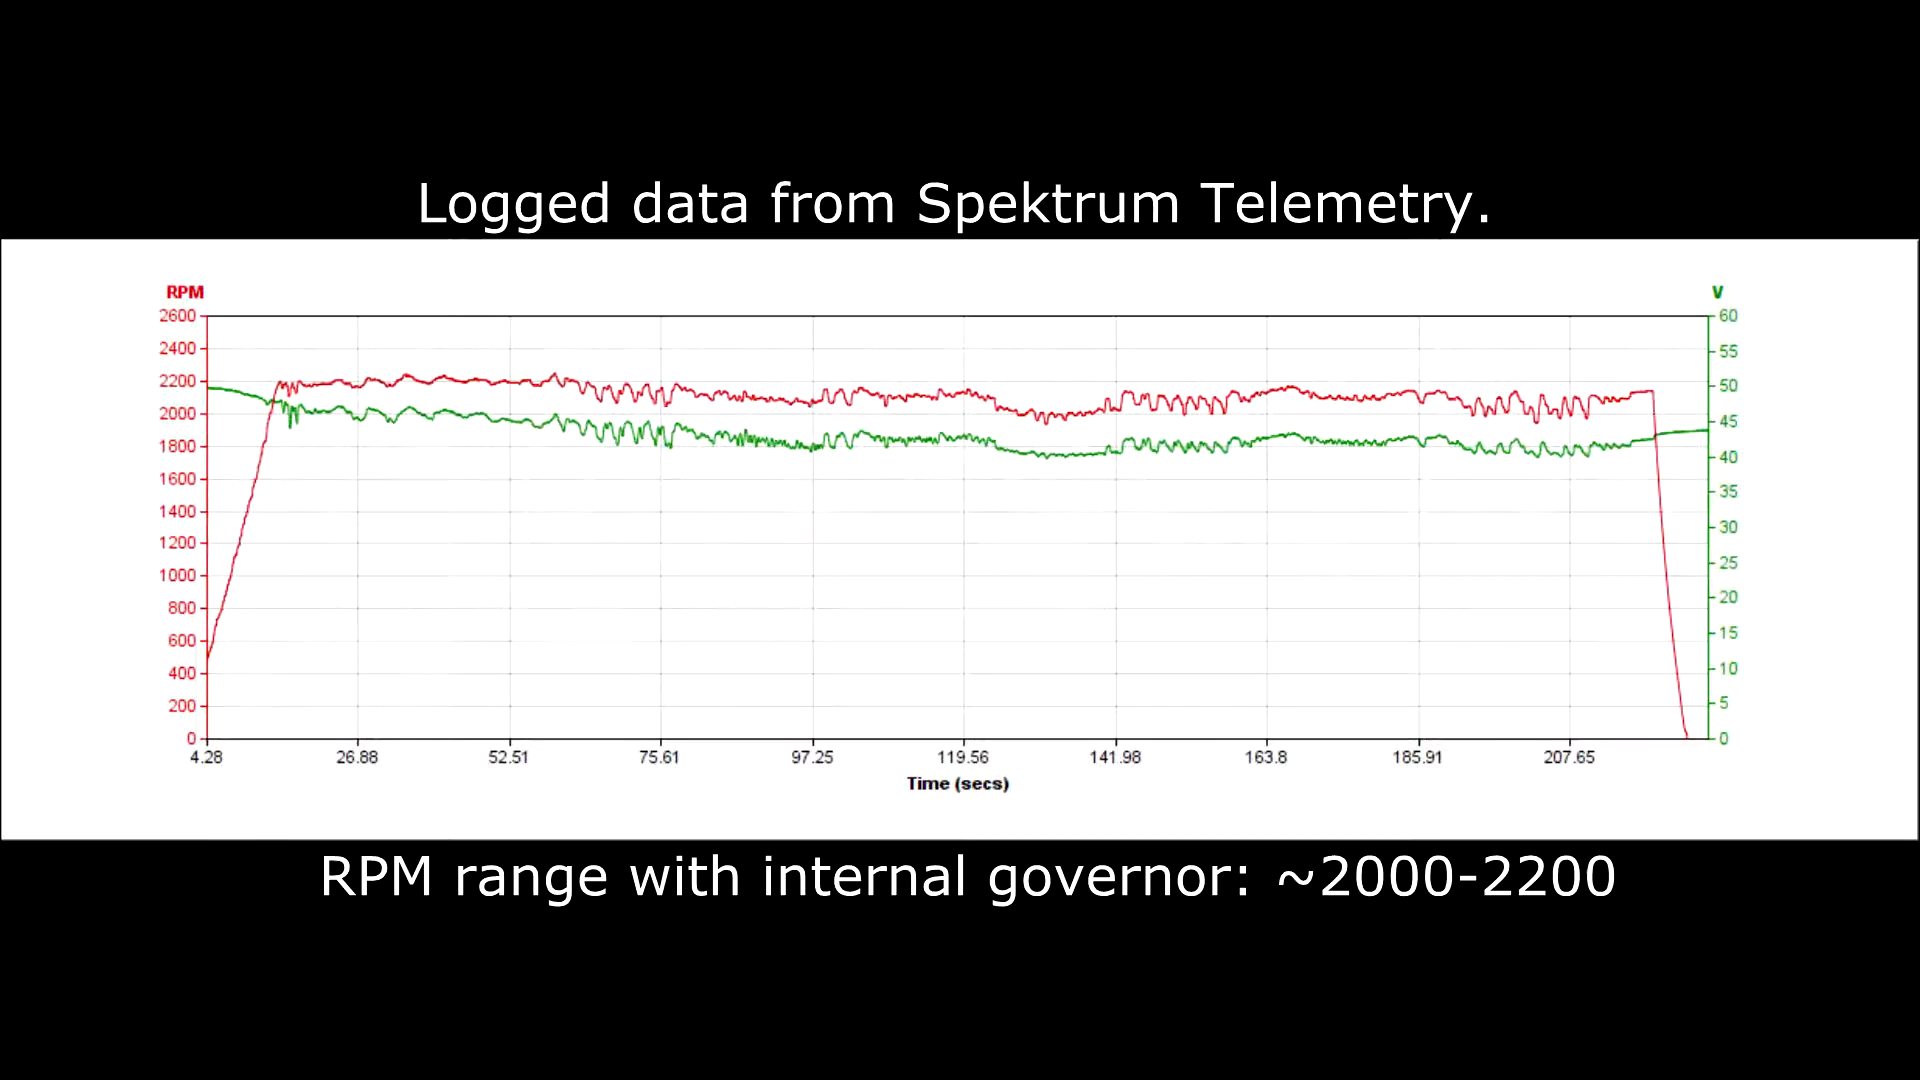 Logged data from Spektrum Telemetry.
RPM V
2600 60
2400 55
2200 50
2000 45
1800 40
1600 35
1400 30
1200 25
1000 20
800 15
600 10
400 5
200 0
0
4.28 26.88 52.51 75.61 97.25 119.56 141.98 163.8 185.91 207.65
Time (secs)
RPM range with internal governor: ~2000-2200